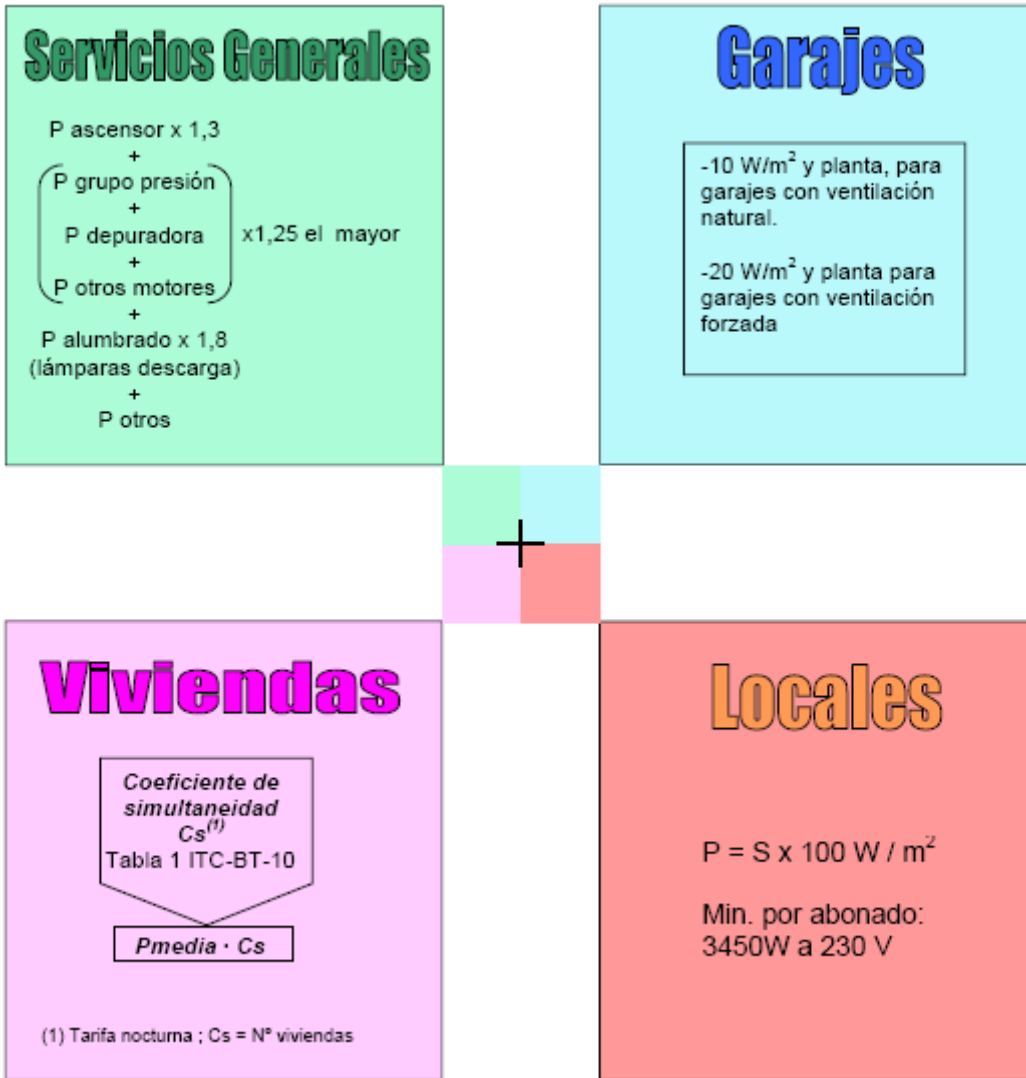 Servicios Generales
P ascensor x 1,3
+
P grupo presión
+
P depuradora
+
P otros motores
x1,25 el mayor
+
P alumbrado x 1,8
(lámparas descarga)
+
P otros
Garajes
-10 W/m² y planta, para
garajes con ventilación
natural.
-20 W/m² y planta para
garajes con ventilación
forzada
+
Viviendas
Coeficiente de
simultaneidad
Cs⁽¹⁾
Tabla 1 ITC-BT-10
Pmedia · Cs
(1) Tarifa nocturna ; Cs = Nº viviendas
Locales
P = S x 100 W / m²
Min. por abonado:
3450W a 230 V